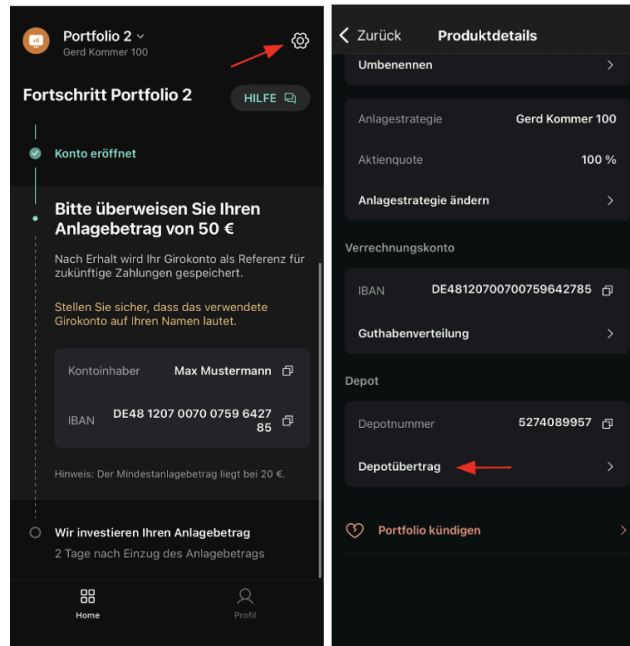 Portfolio 2
Gerd Kommer 100
Fortschritt Portfolio 2
HILFE
Konto eröffnet
Bitte überweisen Sie Ihren
Anlagebetrag von 50 €
Nach Erhalt wird Ihr Girokonto als Referenz für
zukünftige Zahlungen gespeichert.
Stellen Sie sicher, dass das verwendete
Girokonto auf Ihren Namen lautet.
Kontoinhaber Max Mustermann
IBAN DE48 1207 0070 0759 6427
85
Hinweis: Der Mindestanlagebetrag liegt bei 20 €.
Wir investieren Ihren Anlagebetrag
2 Tage nach Einzug des Anlagebetrags
Home Profil
Zurück Produktdetails
Umbenennen
Anlagestrategie Gerd Kommer 100
Aktienquote 100 %
Anlagestrategie ändern
Verrechnungskonto
IBAN DE48120700700759642785
Guthabenverteilung
Depot
Depotnummer 5274089957
Depotübertrag
Portfolio kündigen